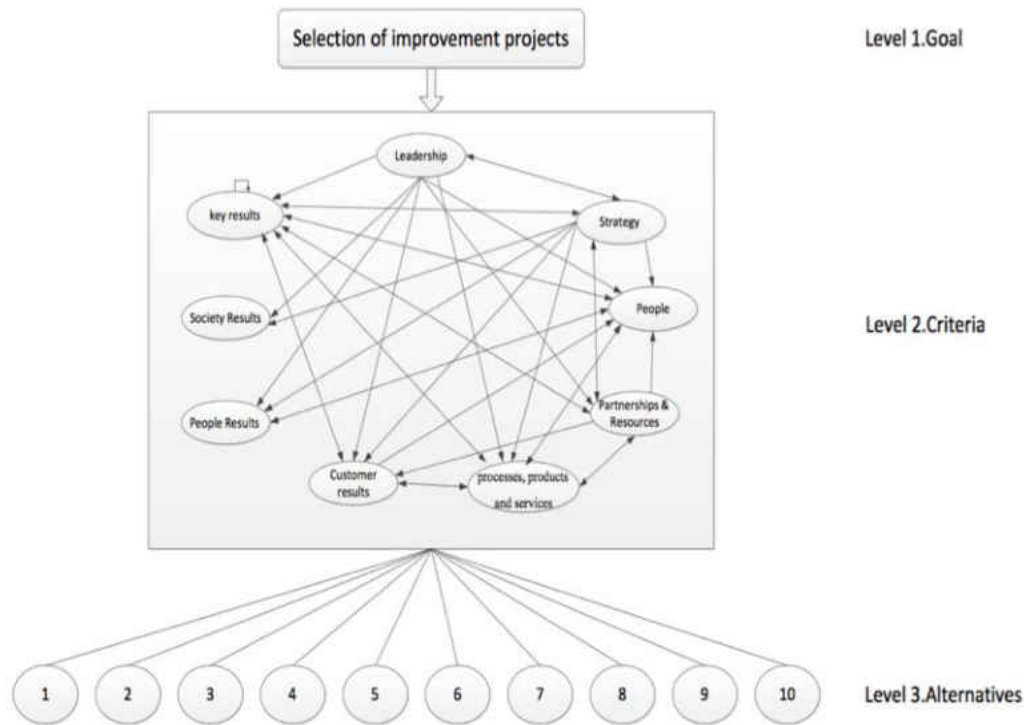 Selection of improvement projects
Level 1.Goal
Leadership
key results
Strategy
People
Society Results
Level 2.Criteria
Partnerships &
Resources
People Results
Customer
results
processes, products
and services
1
2
3
4
5
6
7
8
9
10
Level 3.Alternatives